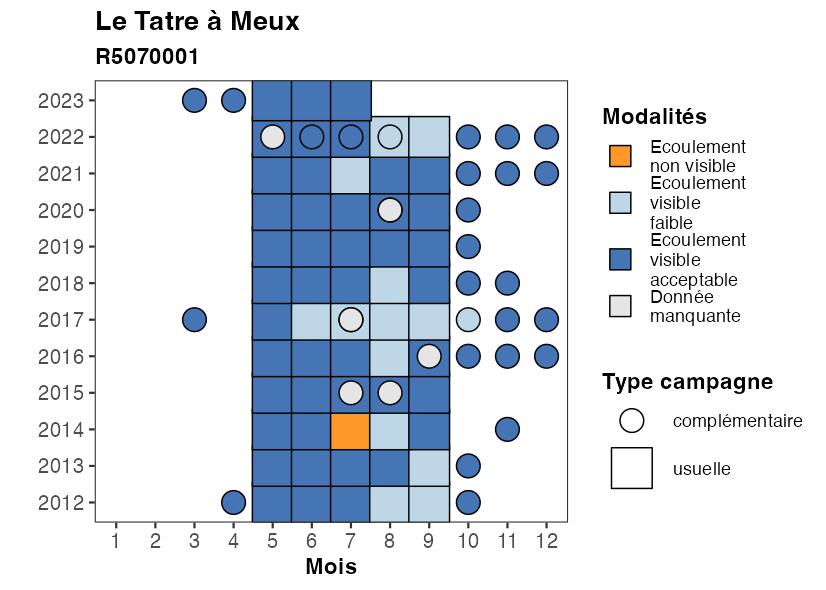 Le Tatre à Meux
R5070001
2023
2022
2021
2020
2019
2018
2017
2016
2015
2014
2013
2012
1 2 3 4 5 6 7 8 9 10 11 12
Mois
Modalités
Ecoulement
non visible
Ecoulement
visible
faible
Ecoulement
visible
acceptable
Donnée
manquante
Type campagne
complémentaire
usuelle